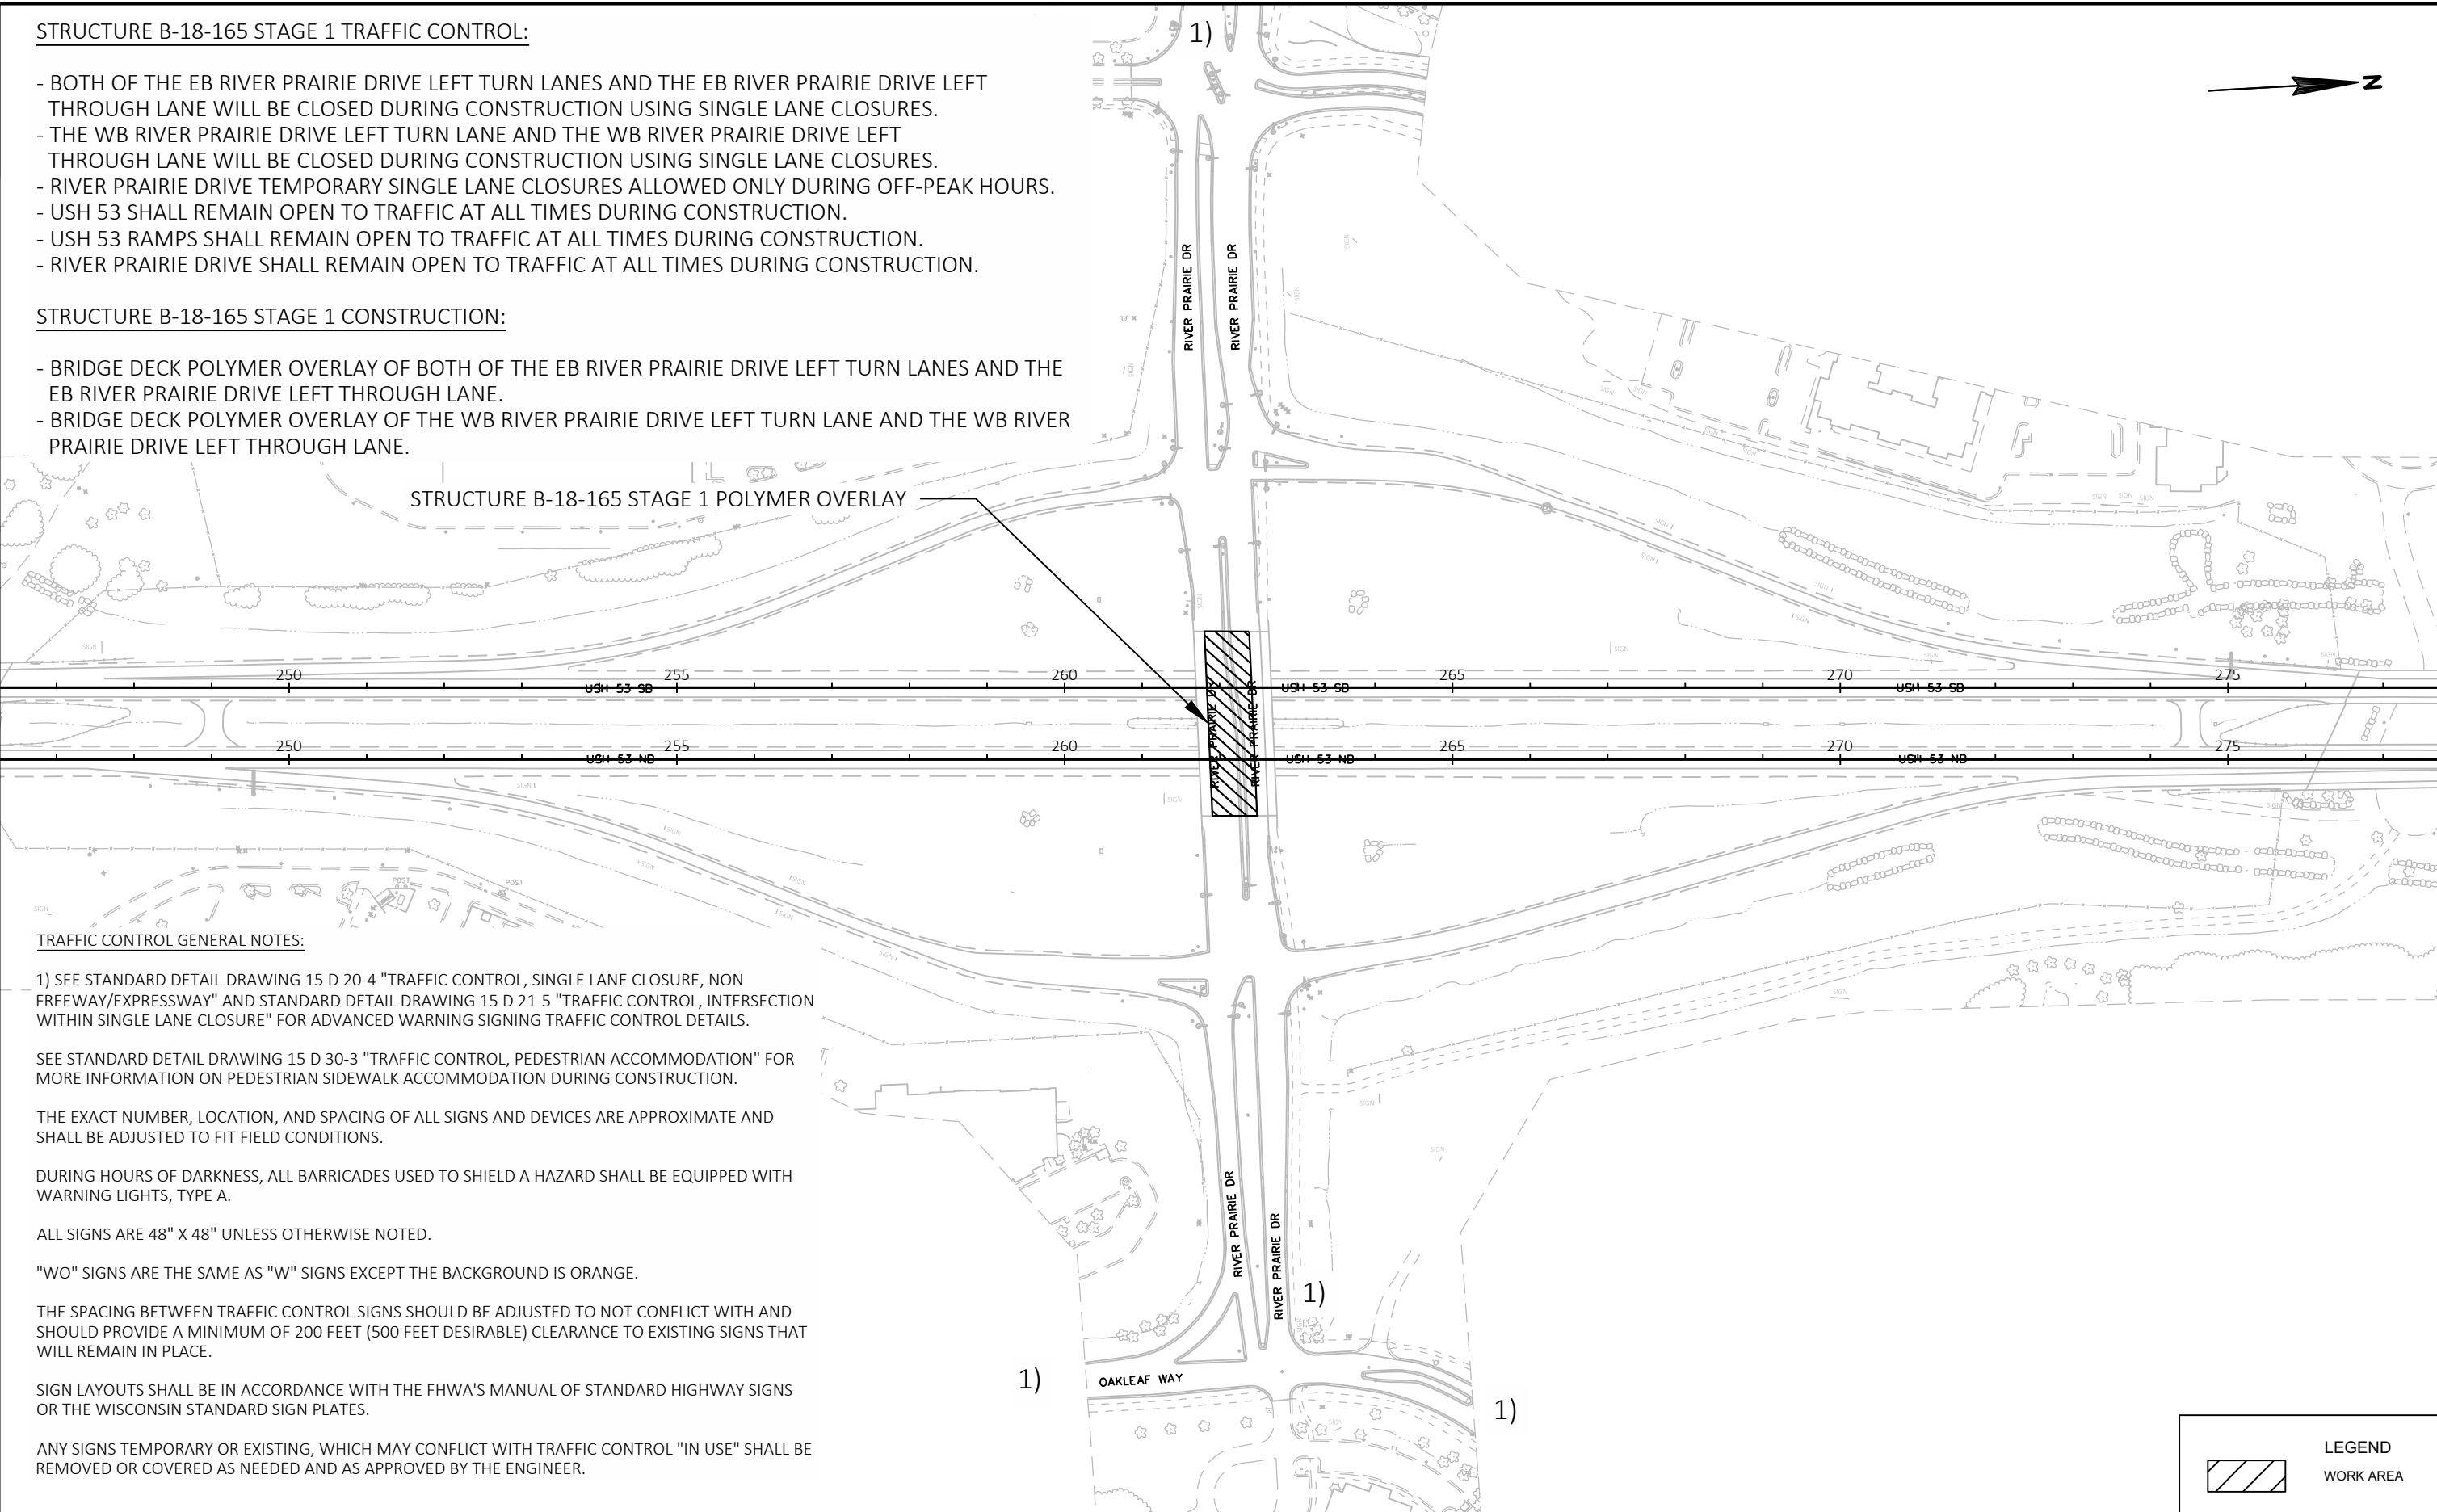 STRUCTURE B-18-165 STAGE 1 TRAFFIC CONTROL:
- BOTH OF THE EB RIVER PRAIRIE DRIVE LEFT TURN LANES AND THE EB RIVER PRAIRIE DRIVE LEFT
THROUGH LANE WILL BE CLOSED DURING CONSTRUCTION USING SINGLE LANE CLOSURES.
- THE WB RIVER PRAIRIE DRIVE LEFT TURN LANE AND THE WB RIVER PRAIRIE DRIVE LEFT
THROUGH LANE WILL BE CLOSED DURING CONSTRUCTION USING SINGLE LANE CLOSURES.
- RIVER PRAIRIE DRIVE TEMPORARY SINGLE LANE CLOSURES ALLOWED ONLY DURING OFF-PEAK HOURS.
- USH 53 SHALL REMAIN OPEN TO TRAFFIC AT ALL TIMES DURING CONSTRUCTION.
- USH 53 RAMPS SHALL REMAIN OPEN TO TRAFFIC AT ALL TIMES DURING CONSTRUCTION.
- RIVER PRAIRIE DRIVE SHALL REMAIN OPEN TO TRAFFIC AT ALL TIMES DURING CONSTRUCTION.
STRUCTURE B-18-165 STAGE 1 CONSTRUCTION:
- BRIDGE DECK POLYMER OVERLAY OF BOTH OF THE EB RIVER PRAIRIE DRIVE LEFT TURN LANES AND THE
EB RIVER PRAIRIE DRIVE LEFT THROUGH LANE.
- BRIDGE DECK POLYMER OVERLAY OF THE WB RIVER PRAIRIE DRIVE LEFT TURN LANE AND THE WB RIVER
PRAIRIE DRIVE LEFT THROUGH LANE.
1)
N
RIVER PRAIRIE DR
RIVER PRAIRIE DR
STRUCTURE B-18-165 STAGE 1 POLYMER OVERLAY
SIGN
SIGN
SIGN
SIGN
SIGN
SIGN
250
255
260
265
270
275
USH 53 SB
USH 53 SB
USH 53 SB
RIVER PRAIRIE DR
RIVER PRAIRIE DR
250
255
260
265
270
275
USH 53 NB
USH 53 NB
USH 53 NB
SIGN
SIGN
SIGN
SIGN
SIGN
POST
POST
TRAFFIC CONTROL GENERAL NOTES:
1) SEE STANDARD DETAIL DRAWING 15 D 20-4 "TRAFFIC CONTROL, SINGLE LANE CLOSURE, NON
FREEWAY/EXPRESSWAY" AND STANDARD DETAIL DRAWING 15 D 21-5 "TRAFFIC CONTROL, INTERSECTION
WITHIN SINGLE LANE CLOSURE" FOR ADVANCED WARNING SIGNING TRAFFIC CONTROL DETAILS.
SEE STANDARD DETAIL DRAWING 15 D 30-3 "TRAFFIC CONTROL, PEDESTRIAN ACCOMMODATION" FOR
MORE INFORMATION ON PEDESTRIAN SIDEWALK ACCOMMODATION DURING CONSTRUCTION.
THE EXACT NUMBER, LOCATION, AND SPACING OF ALL SIGNS AND DEVICES ARE APPROXIMATE AND
SHALL BE ADJUSTED TO FIT FIELD CONDITIONS.
DURING HOURS OF DARKNESS, ALL BARRICADES USED TO SHIELD A HAZARD SHALL BE EQUIPPED WITH
WARNING LIGHTS, TYPE A.
ALL SIGNS ARE 48" X 48" UNLESS OTHERWISE NOTED.
"WO" SIGNS ARE THE SAME AS "W" SIGNS EXCEPT THE BACKGROUND IS ORANGE.
THE SPACING BETWEEN TRAFFIC CONTROL SIGNS SHOULD BE ADJUSTED TO NOT CONFLICT WITH AND
SHOULD PROVIDE A MINIMUM OF 200 FEET (500 FEET DESIRABLE) CLEARANCE TO EXISTING SIGNS THAT
WILL REMAIN IN PLACE.
SIGN LAYOUTS SHALL BE IN ACCORDANCE WITH THE FHWA'S MANUAL OF STANDARD HIGHWAY SIGNS
OR THE WISCONSIN STANDARD SIGN PLATES.
ANY SIGNS TEMPORARY OR EXISTING, WHICH MAY CONFLICT WITH TRAFFIC CONTROL "IN USE" SHALL BE
REMOVED OR COVERED AS NEEDED AND AS APPROVED BY THE ENGINEER.
RIVER PRAIRIE DR
RIVER PRAIRIE DR
1)
1)
OAKLEAF WAY
1)
LEGEND
WORK AREA